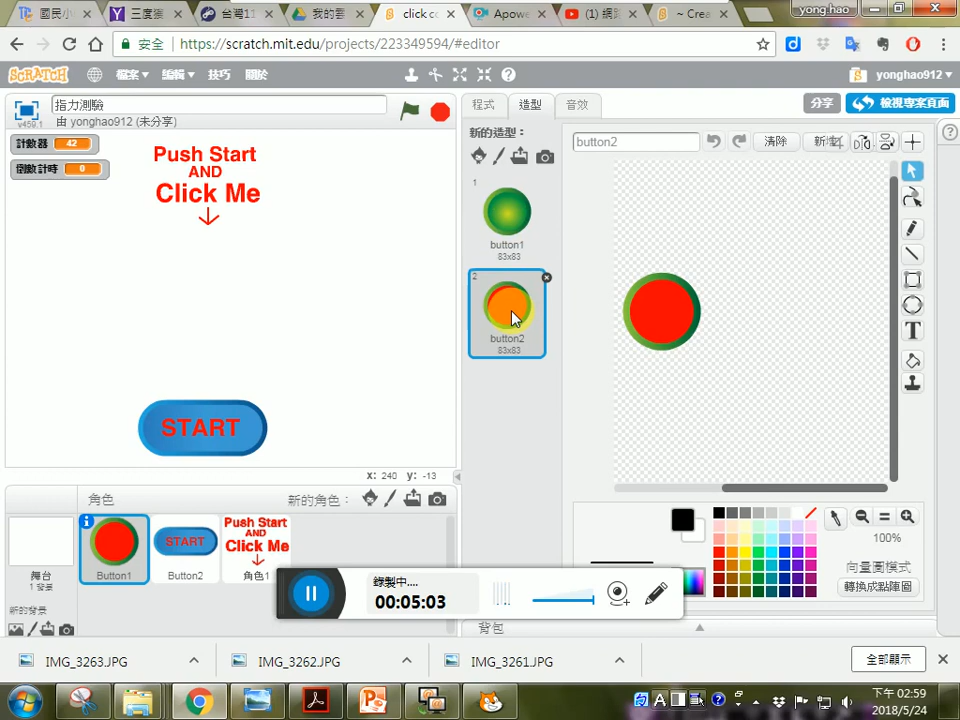 yong.hao
國民小
三度獲
台灣11
我的雲
click co
Apowe
(1) 網
~ Crea
安全 https://scratch.mit.edu/projects/223349594/#editor
SCRATCH 檔案 編輯 技巧 關於
yonghao912
v459.1
指力測驗
由 yonghao912 (未分享)
程式 造型 音效
分享 檢視專案頁面
計數器 42
倒數計時 0
Push Start
AND
Click Me
START
x: 240 y: -13
新的造型：
1
button1
83x83
2
button2
83x83
button2
清除
新增
T
100%
向量圖模式
轉換成點陣圖
角色
新的角色：
舞台
1 背景
新的背景
Button1
START
Button2
Push Start
AND
Click Me
角色1
錄製中...
00:05:03
背包
IMG_3263.JPG
IMG_3262.JPG
IMG_3261.JPG
全部顯示
下午 02:59
2018/5/24